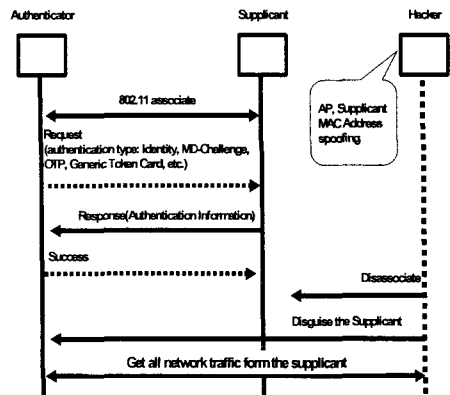 Authenticator
Supplicant
Hacker
AP, Supplicant
MAC Address
spoofing
802.11 associate
Request
(authentication type: Identity, MD-Challenge,
OTP, Generic Token Card, etc.)
Response(Authentication Information)
Success
Disassociate
Disguise the Supplicant
Get all network traffic form the supplicant